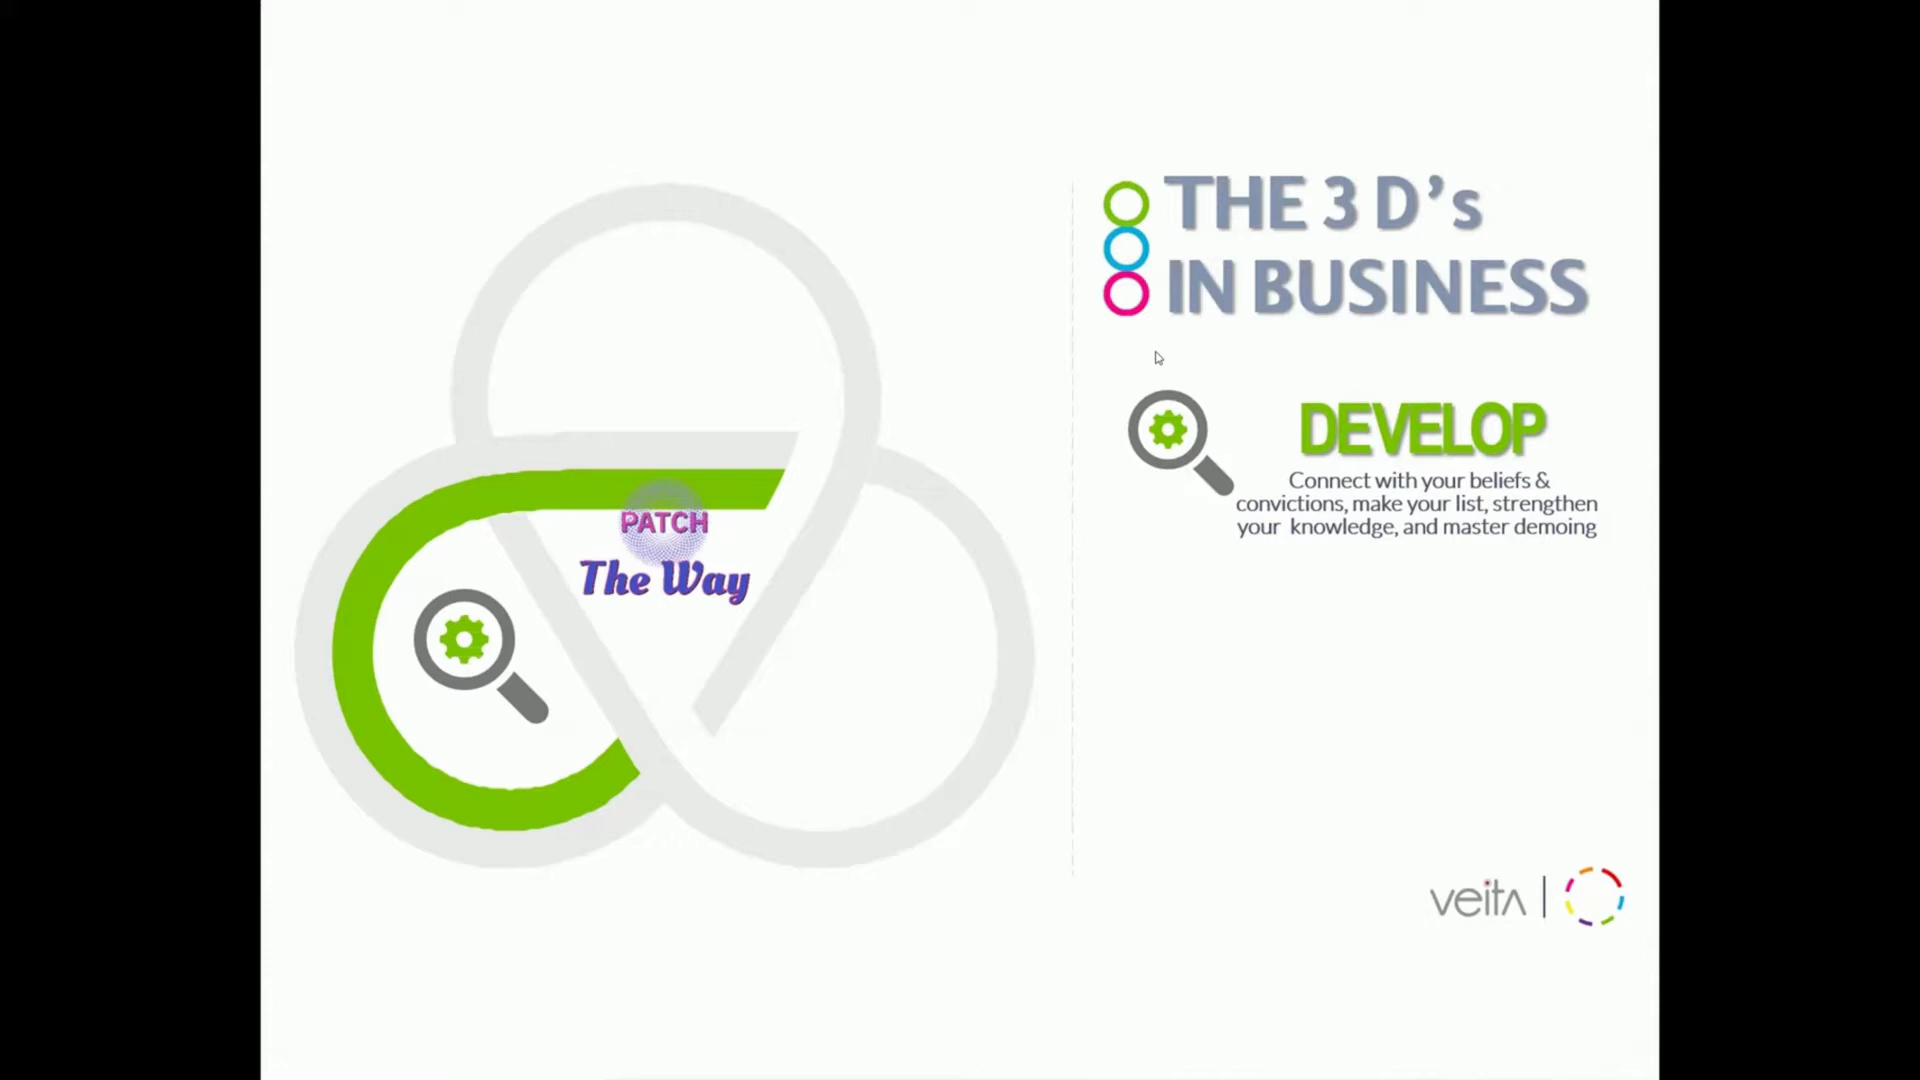 THE 3 D's
IN BUSINESS
DEVELOP
Connect with your beliefs &
convictions, make your list, strengthen
your knowledge, and master demoing
PATCH
The Way
veita